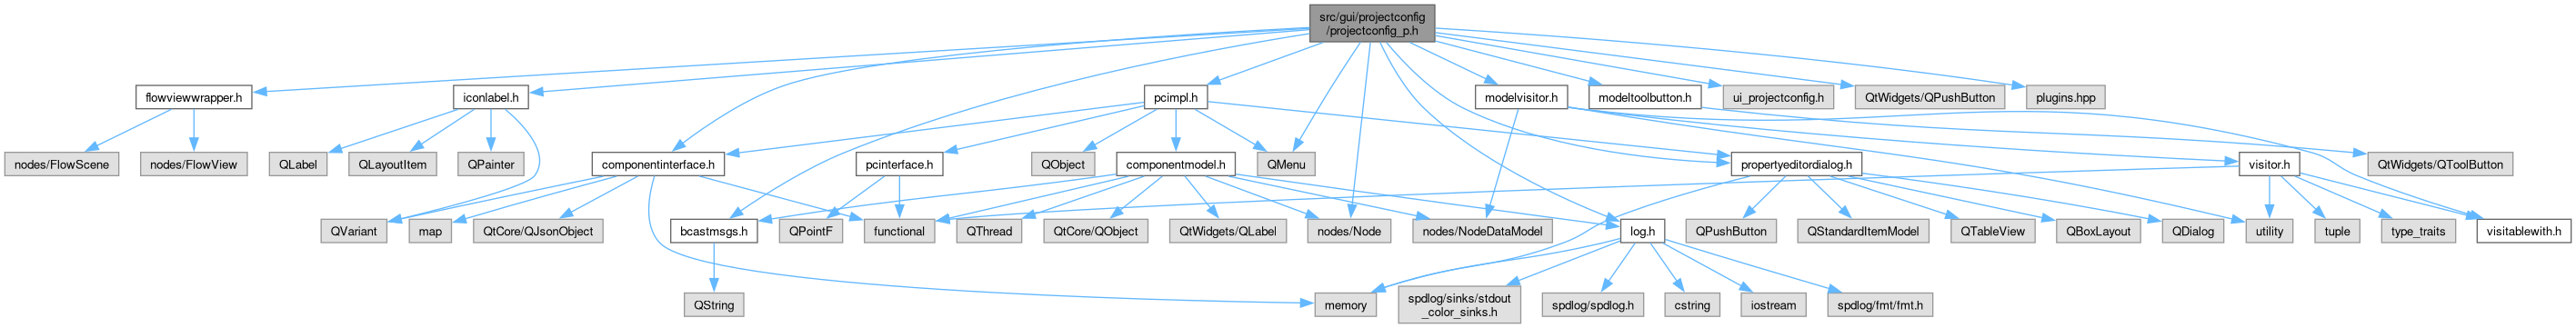 src/gui/projectconfig
/projectconfig_p.h
flowviewwrapper.h
iconlabel.h
pcimpl.h
modelvisitor.h
modeltoolbutton.h
ui_projectconfig.h
QtWidgets/QPushButton
plugins.hpp
nodes/FlowScene
nodes/FlowView
QLabel
QLayoutItem
QPainter
componentinterface.h
pcinterface.h
QObject
componentmodel.h
QMenu
propertyeditordialog.h
visitor.h
QtWidgets/QToolButton
QVariant
map
QtCore/QJsonObject
bcastmsgs.h
QPointF
functional
QThread
QtCore/QObject
QtWidgets/QLabel
nodes/Node
nodes/NodeDataModel
log.h
QPushButton
QStandardItemModel
QTableView
QBoxLayout
QDialog
utility
tuple
type_traits
visitablewith.h
QString
memory
spdlog/sinks/stdout
_color_sinks.h
spdlog/spdlog.h
cstring
iostream
spdlog/fmt/fmt.h